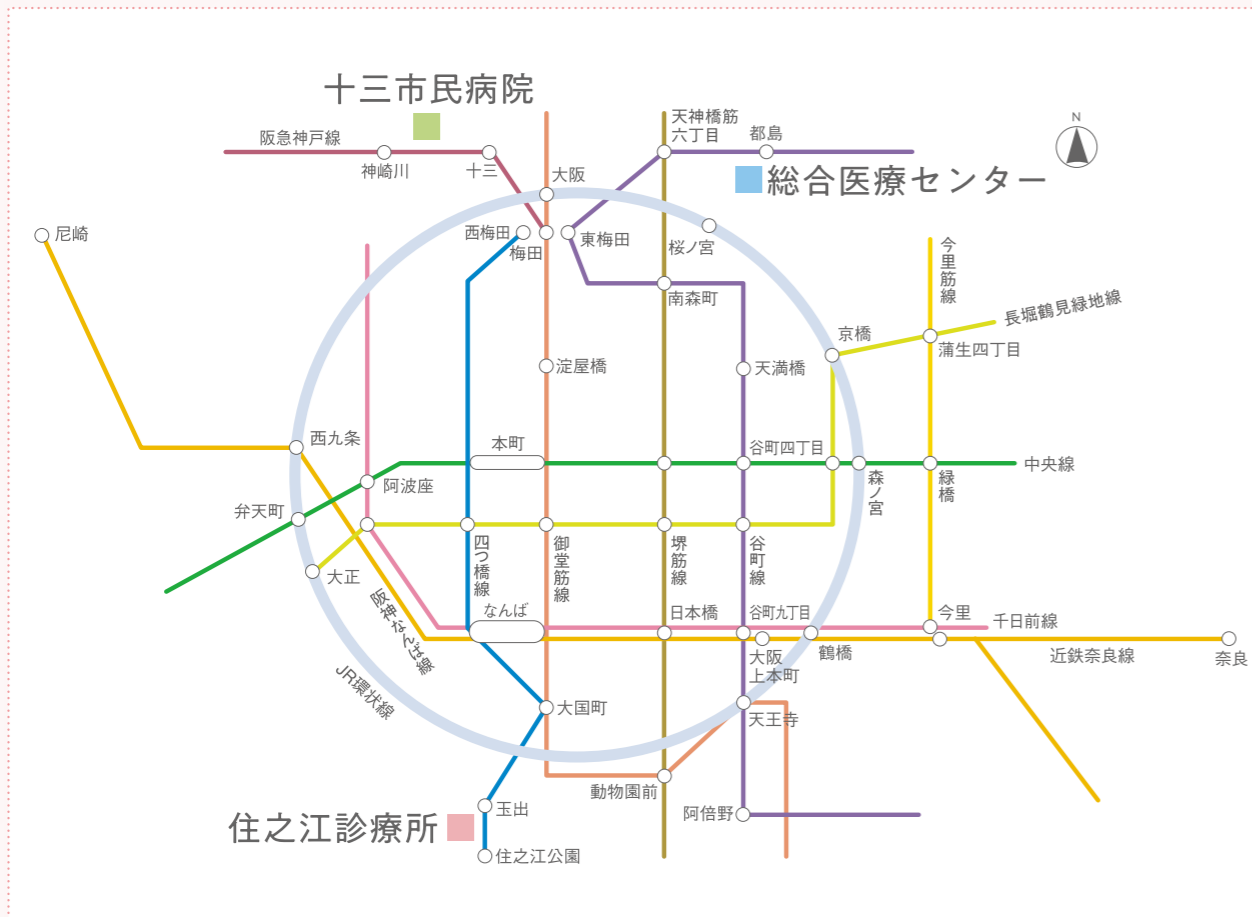 十三市民病院
天神橋筋
六丁目
都島
N
阪急神戸線
神崎川
十三
総合医療センター
大阪
尼崎
西梅田
梅田
東梅田
桜ノ宮
今里筋線
南森町
長堀鶴見緑地線
京橋
蒲生四丁目
淀屋橋
天満橋
西九条
本町
谷町四丁目
中央線
阿波座
森ノ宮
緑橋
弁天町
大正
四つ橋線
御堂筋線
堺筋線
谷町線
阪神なんば線
なんば
日本橋
谷町九丁目
今里
千日前線
大阪
上本町
鶴橋
近鉄奈良線
奈良
JR環状線
大国町
天王寺
動物園前
玉出
阿倍野
住之江診療所
住之江公園